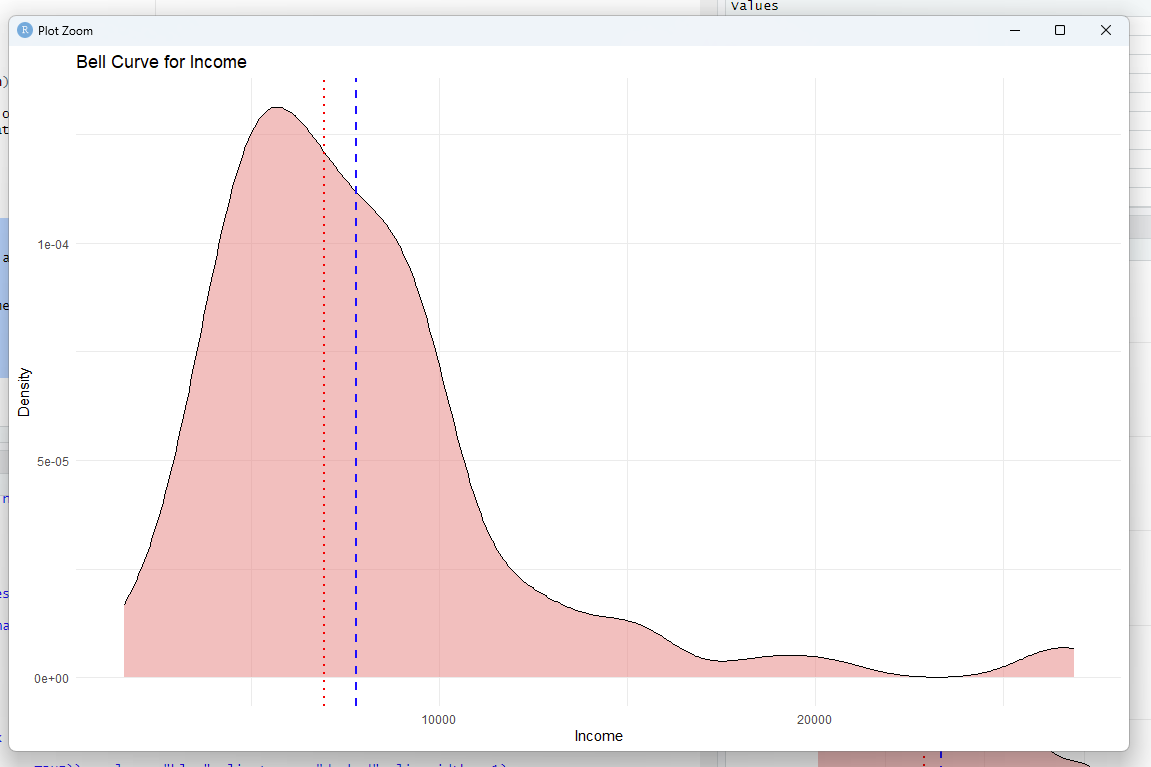 values
Plot Zoom
Bell Curve for Income
1e-04
5e-05
0e+00
Density
10000
20000
Income